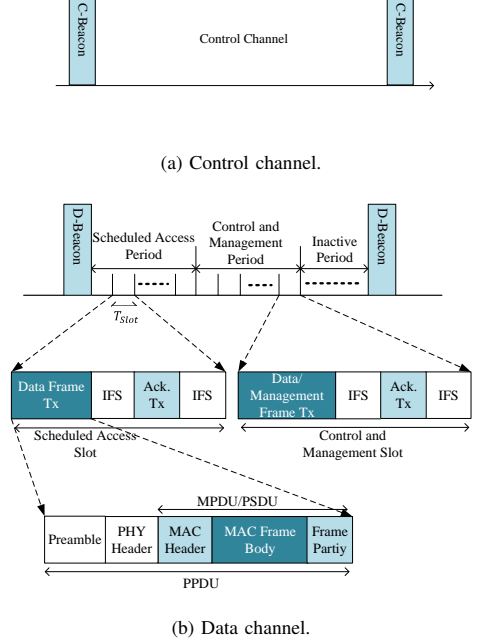 C-Beacon
Control Channel
C-Beacon
(a) Control channel.
D-Beacon
Scheduled Access
Period
Control and
Management
Period
Inactive
Period
D-Beacon
T_Slot
Data Frame
Tx
IFS
Ack.
Tx
IFS
Data/
Management
Frame Tx
IFS
Ack.
Tx
IFS
Scheduled Access
Slot
Control and
Management Slot
MPDU/PSDU
Preamble
PHY
Header
MAC
Header
MAC Frame
Body
Frame
Partiy
PPDU
(b) Data channel.